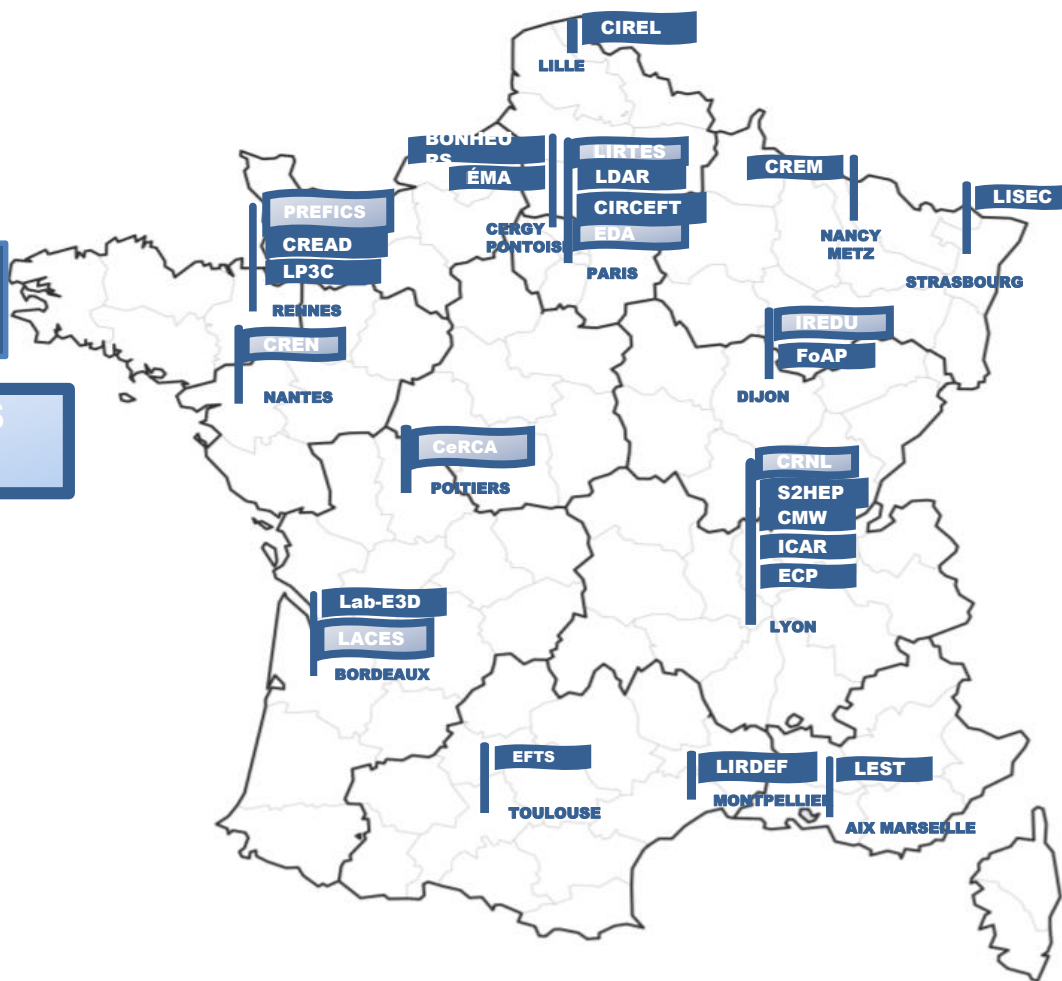 CIREL
LILLE
BONHEU
RS
ÉMA
CERGY
PONTOISE
LIRTES
LDAR
CIRCEFT
EDA
PARIS
CREM
NANCY
METZ
LISEC
STRASBOURG
PREFICS
CREAD
LP3C
RENNES
CREN
NANTES
IREDU
FoAP
DIJON
S
CeRCA
POITIERS
CRNL
S2HEP
CMW
ICAR
ECP
LYON
Lab-E3D
LACES
BORDEAUX
EFTS
TOULOUSE
LIRDEF
MONTPELLIER
LEST
AIX MARSEILLE